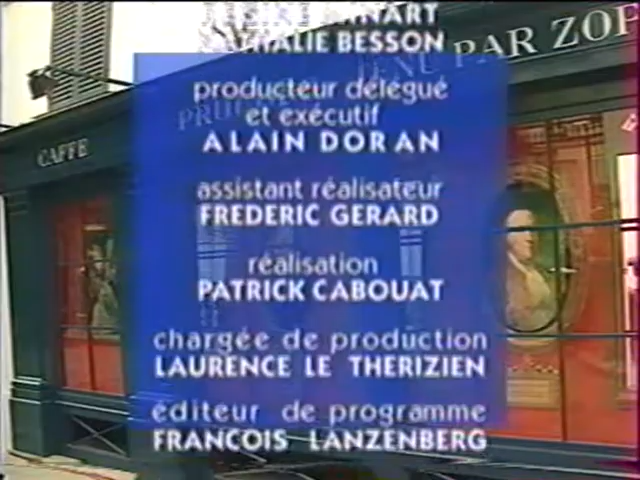 NATHALIE BESSON
TENU PAR ZOP
producteur délégué
et exécutif
ALAIN DORAN
CAFFE
assistant réalisateur
FREDERIC GERARD
réalisation
PATRICK CABOUAT
chargée de production
LAURENCE LE THERIZIEN
éditeur de programme
FRANCOIS LANZENBERG